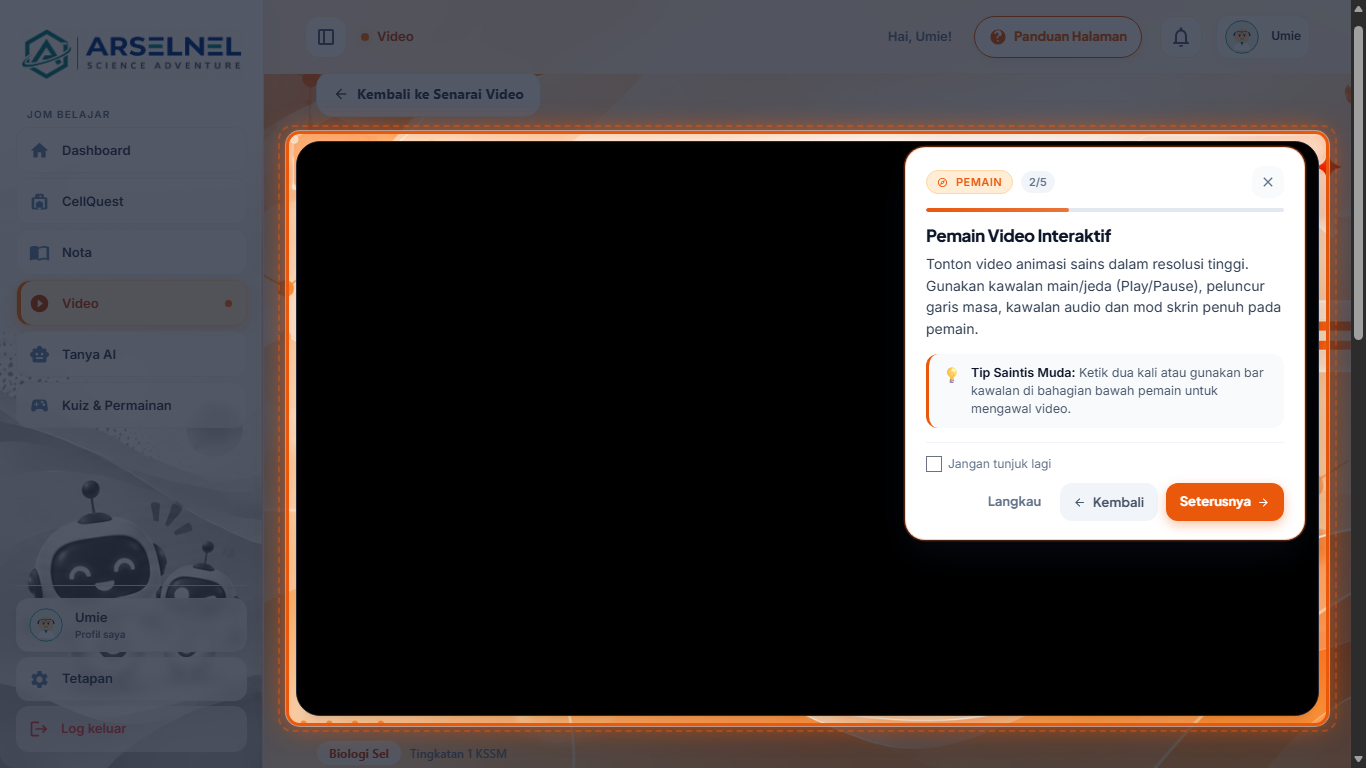 ARSELNEL
SCIENCE ADVENTURE
JOM BELAJAR
Dashboard
CellQuest
Nota
Video
Tanya AI
Kuiz & Permainan
Umie
Profil saya
Tetapan
Log keluar
Video
Hai, Umie!
Panduan Halaman
Umie
Kembali ke Senarai Video
PEMAIN
2/5
Pemain Video Interaktif
Tonton video animasi sains dalam resolusi tinggi.
Gunakan kawalan main/jeda (Play/Pause), peluncur
garis masa, kawalan audio dan mod skrin penuh pada
pemain.
Tip Saintis Muda: Ketik dua kali atau gunakan bar
kawalan di bahagian bawah pemain untuk
mengawal video.
Jangan tunjuk lagi
Langkau
Kembali
Seterusnya
Biologi Sel
Tingkatan 1 KSSM